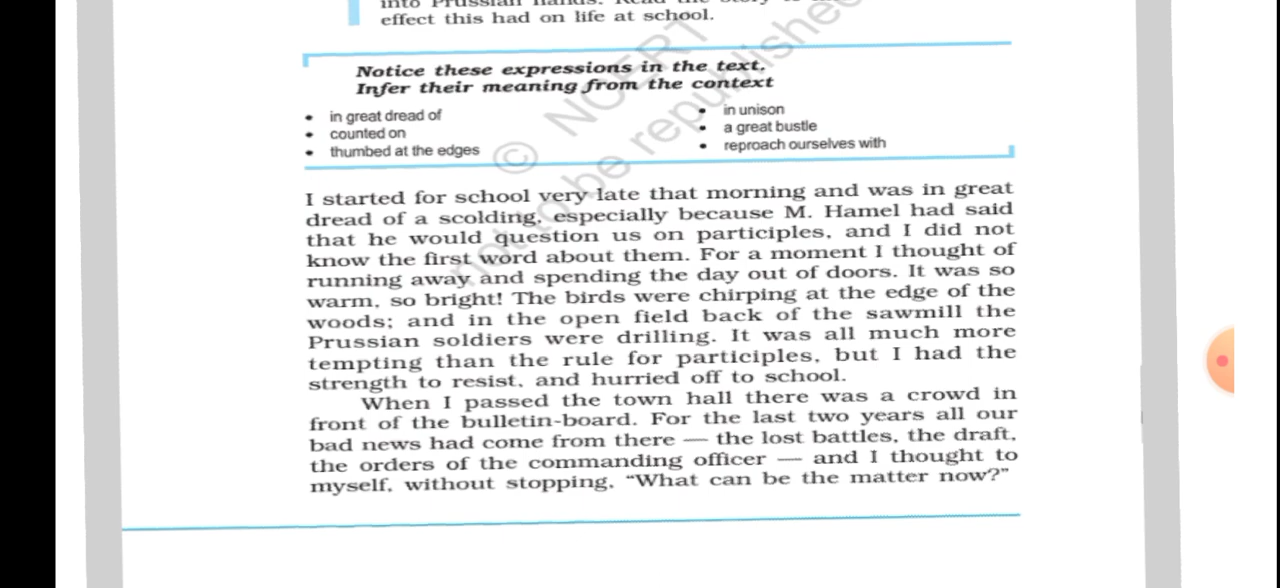 effect this had on life at school.
Notice these expressions in the text.
Infer their meaning from the context
• in great dread of
• counted on
• thumbed at the edges
• in unison
• a great bustle
• reproach ourselves with
© NCERT
not to be republished
I started for school very late that morning and was in great
dread of a scolding, especially because M. Hamel had said
that he would question us on participles, and I did not
know the first word about them. For a moment I thought of
running away and spending the day out of doors. It was so
warm, so bright! The birds were chirping at the edge of the
woods; and in the open field back of the sawmill the
Prussian soldiers were drilling. It was all much more
tempting than the rule for participles, but I had the
strength to resist, and hurried off to school.
When I passed the town hall there was a crowd in
front of the bulletin-board. For the last two years all our
bad news had come from there — the lost battles, the draft,
the orders of the commanding officer — and I thought to
myself, without stopping, “What can be the matter now?”